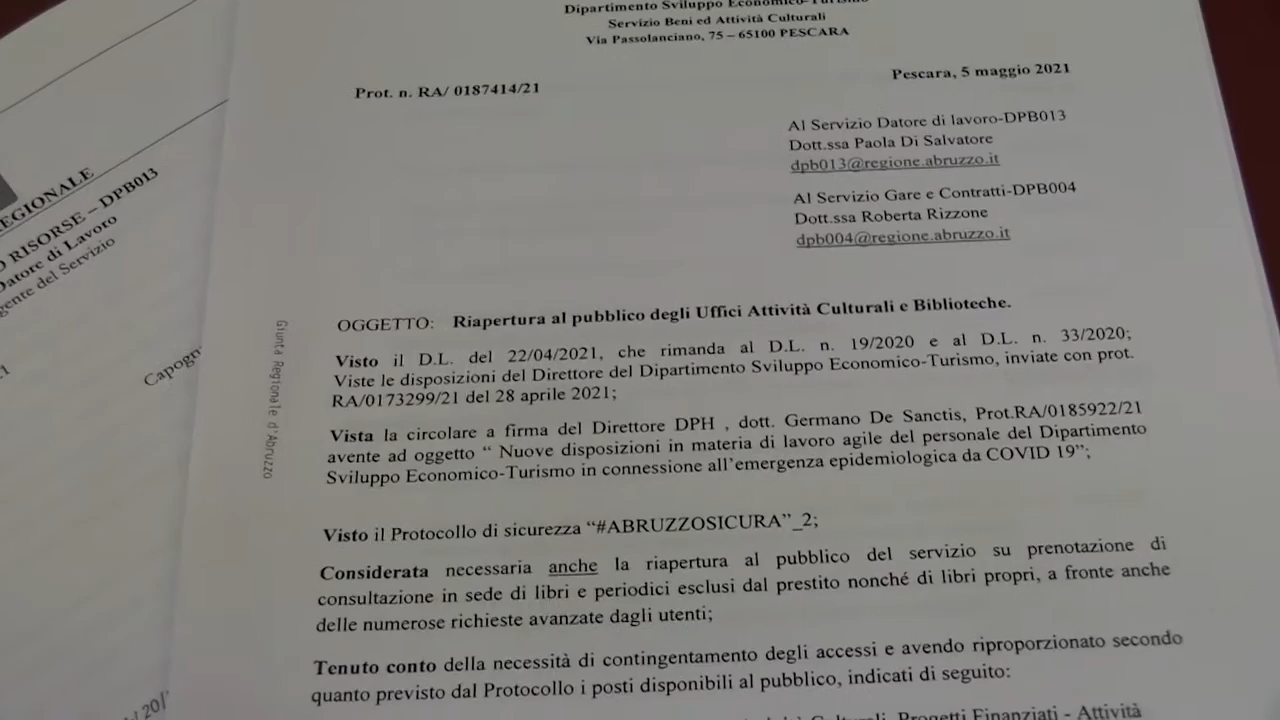 Dipartimento Sviluppo Economico-Turismo
Servizio Beni ed Attività Culturali
Via Passolanciano, 75 – 65100 PESCARA
Prot. n. RA/ 0187414/21
Pescara, 5 maggio 2021
Al Servizio Datore di lavoro-DPB013
Dott.ssa Paola Di Salvatore
dpb013@regione.abruzzo.it
Al Servizio Gare e Contratti-DPB004
Dott.ssa Roberta Rizzone
dpb004@regione.abruzzo.it
OGGETTO: Riapertura al pubblico degli Uffici Attività Culturali e Biblioteche.
Visto il D.L. del 22/04/2021, che rimanda al D.L. n. 19/2020 e al D.L. n. 33/2020;
Viste le disposizioni del Direttore del Dipartimento Sviluppo Economico-Turismo, inviate con prot.
RA/0173299/21 del 28 aprile 2021;
Vista la circolare a firma del Direttore DPH , dott. Germano De Sanctis, Prot.RA/0185922/21
avente ad oggetto “ Nuove disposizioni in materia di lavoro agile del personale del Dipartimento
Sviluppo Economico-Turismo in connessione all’emergenza epidemiologica da COVID 19”;
Visto il Protocollo di sicurezza “#ABRUZZOSICURA”_2;
Considerata necessaria anche la riapertura al pubblico del servizio su prenotazione di
consultazione in sede di libri e periodici esclusi dal prestito nonché di libri propri, a fronte anche
delle numerose richieste avanzate dagli utenti;
Tenuto conto della necessità di contingentamento degli accessi e avendo riproporzionato secondo
quanto previsto dal Protocollo i posti disponibili al pubblico, indicati di seguito:
Culturali, Progetti Finanziati - Attività
Giunta Regionale d'Abruzzo
EGIONALE
O RISORSE – DPB013
Datore di Lavoro
gente del Servizio
Capogn
20/